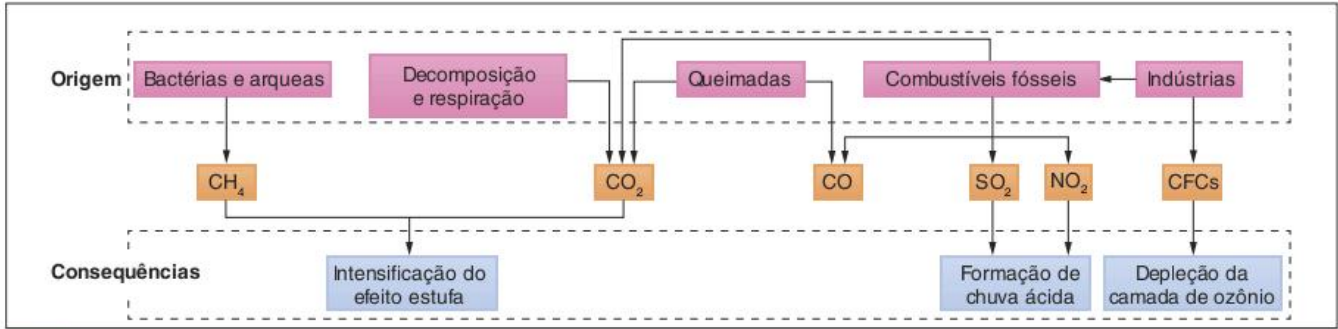 Origem
Bactérias e arqueas
Decomposição
e respiração
Queimadas
Combustíveis fósseis
Indústrias
CH₄
CO₂
CO
SO₂
NO₂
CFCs
Consequências
Intensificação do
efeito estufa
Formação de
chuva ácida
Depleção da
camada de ozônio